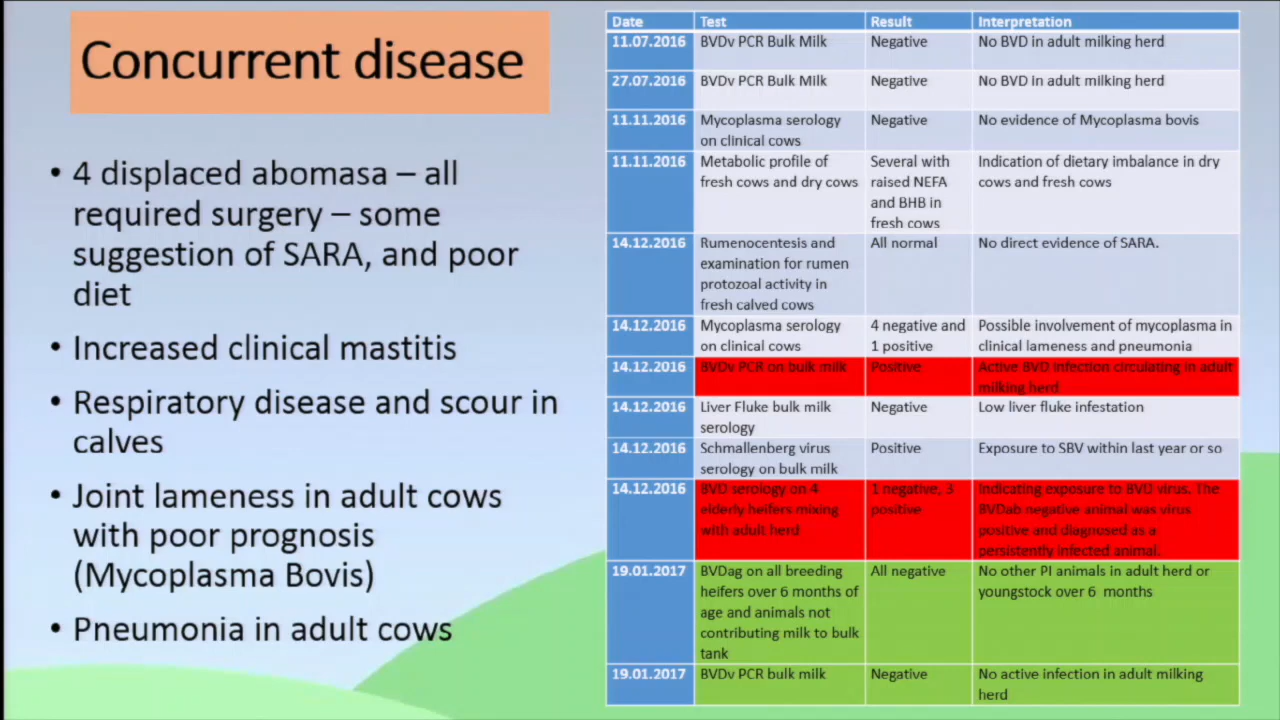 Concurrent disease
• 4 displaced abomasa – all
required surgery – some
suggestion of SARA, and poor
diet
• Increased clinical mastitis
• Respiratory disease and scour in
calves
• Joint lameness in adult cows
with poor prognosis
(Mycoplasma Bovis)
• Pneumonia in adult cows
Date Test Result Interpretation
11.07.2016 BVDv PCR Bulk Milk Negative No BVD in adult milking herd
27.07.2016 BVDv PCR Bulk Milk Negative No BVD in adult milking herd
11.11.2016 Mycoplasma serology Negative No evidence of Mycoplasma bovis
on clinical cows
11.11.2016 Metabolic profile of Several with Indication of dietary imbalance in dry
fresh cows and dry cows raised NEFA cows and fresh cows
and BHB in
fresh cows
14.12.2016 Rumenocentesis and All normal No direct evidence of SARA.
examination for rumen
protozoal activity in
fresh calved cows
14.12.2016 Mycoplasma serology 4 negative and Possible involvement of mycoplasma in
on clinical cows 1 positive clinical lameness and pneumonia
14.12.2016 BVDv PCR on bulk milk Positive Active BVD infection circulating in adult
milking herd
14.12.2016 Liver Fluke bulk milk Negative Low liver fluke infestation
serology
14.12.2016 Schmallenberg virus Positive Exposure to SBV within last year or so
serology on bulk milk
14.12.2016 BVD serology on 4 1 negative, 3 Indicating exposure to BVD virus. The
elderly heifers mixing positive BVDab negative animal was virus
with adult herd positive and diagnosed as a
persistently infected animal.
19.01.2017 BVDag on all breeding All negative No other PI animals in adult herd or
heifers over 6 months of youngstock over 6 months
age and animals not
contributing milk to bulk
tank
19.01.2017 BVDv PCR bulk milk Negative No active infection in adult milking
herd